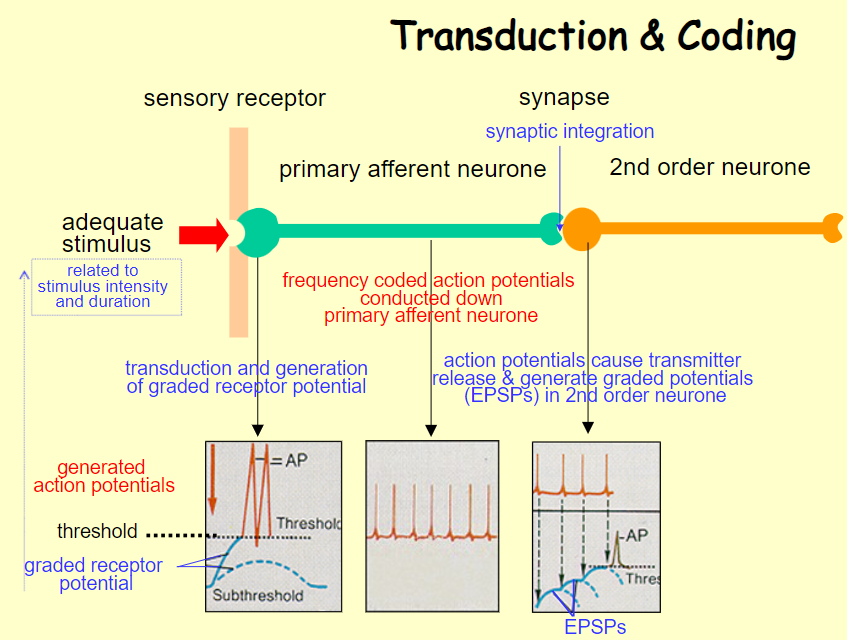 Transduction & Coding
sensory receptor
synapse
synaptic integration
primary afferent neurone
2nd order neurone
adequate
stimulus
related to
stimulus intensity
and duration
frequency coded action potentials
conducted down
primary afferent neurone
transduction and generation
of graded receptor potential
action potentials cause transmitter
release & generate graded potentials
(EPSPs) in 2nd order neurone
generated
action potentials
= AP
threshold
Threshold
graded receptor
potential
Subthreshold
AP
Thres
EPSPs